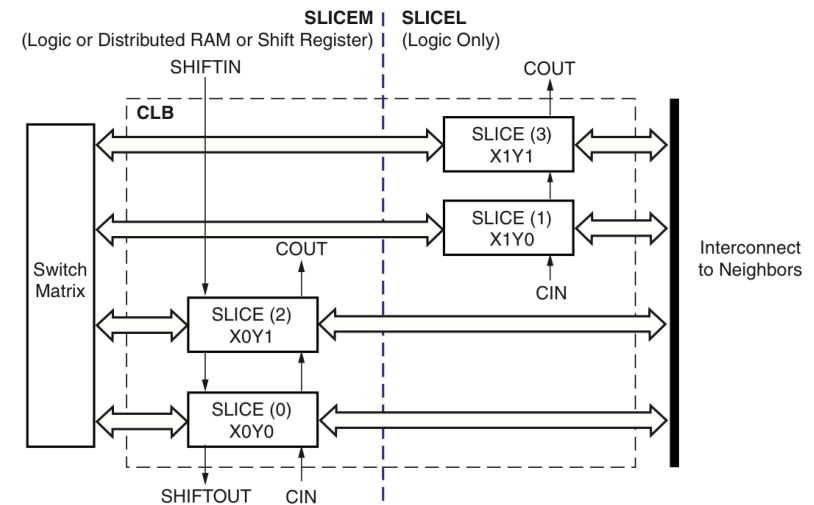 SLICEM
(Logic or Distributed RAM or Shift Register)
SLICEL
(Logic Only)
SHIFTIN
COUT
CLB
SLICE (3)
X1Y1
SLICE (1)
X1Y0
COUT
CIN
Switch
Matrix
Interconnect
to Neighbors
SLICE (2)
X0Y1
SLICE (0)
X0Y0
SHIFTOUT
CIN